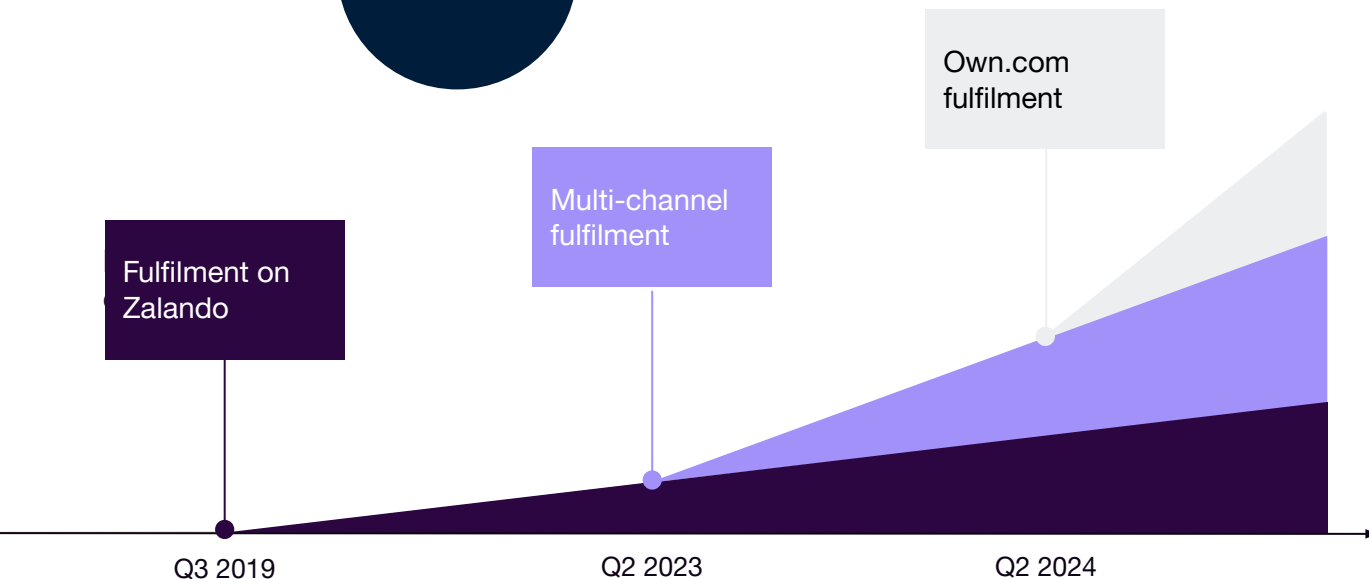 Own.com
fulfilment
Multi-channel
fulfilment
Fulfilment on
Zalando
Q3 2019
Q2 2023
Q2 2024